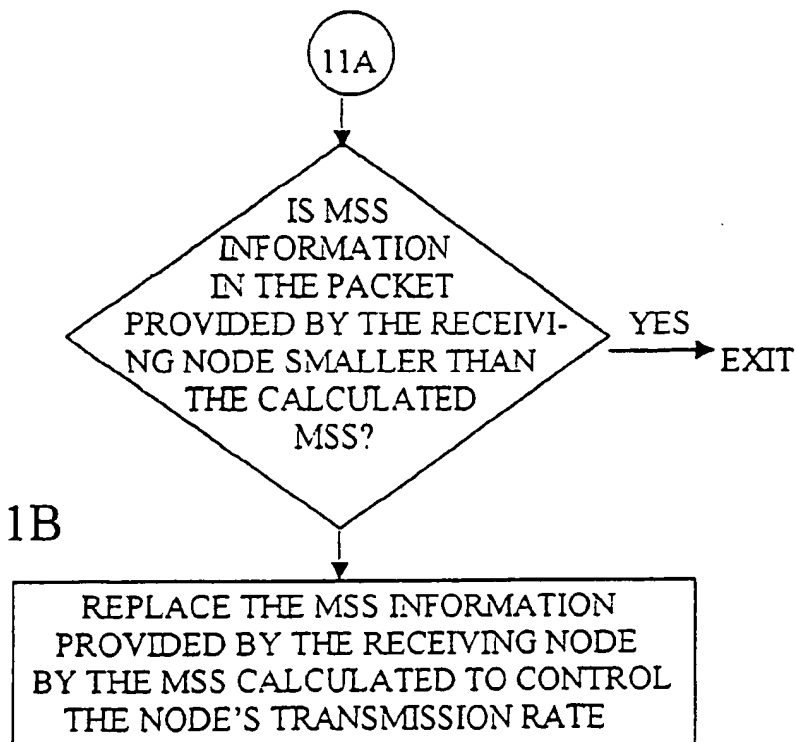 11A
IS MSS
INFORMATION
IN THE PACKET
PROVIDED BY THE RECEIVI-
NG NODE SMALLER THAN
THE CALCULATED
MSS?
YES
EXIT
1B
REPLACE THE MSS INFORMATION
PROVIDED BY THE RECEIVING NODE
BY THE MSS CALCULATED TO CONTROL
THE NODE'S TRANSMISSION RATE